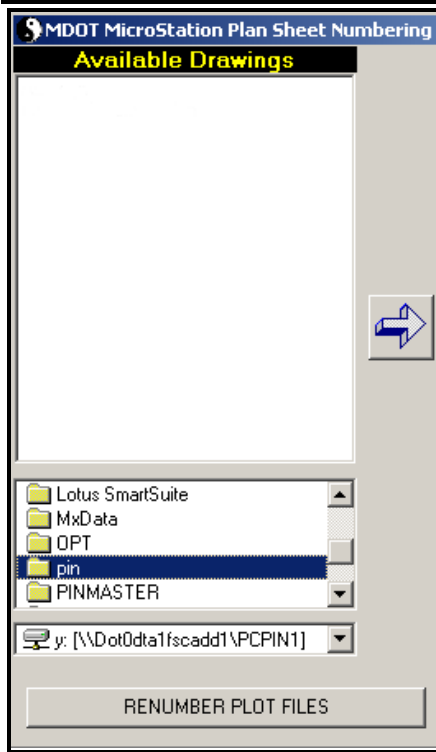 MDOT MicroStation Plan Sheet Numbering
Available Drawings
Lotus SmartSuite
MxData
OPT
pin
PINMASTER
y: [\\Dot0dta1fscadd1\PCPIN1]
RENUMBER PLOT FILES